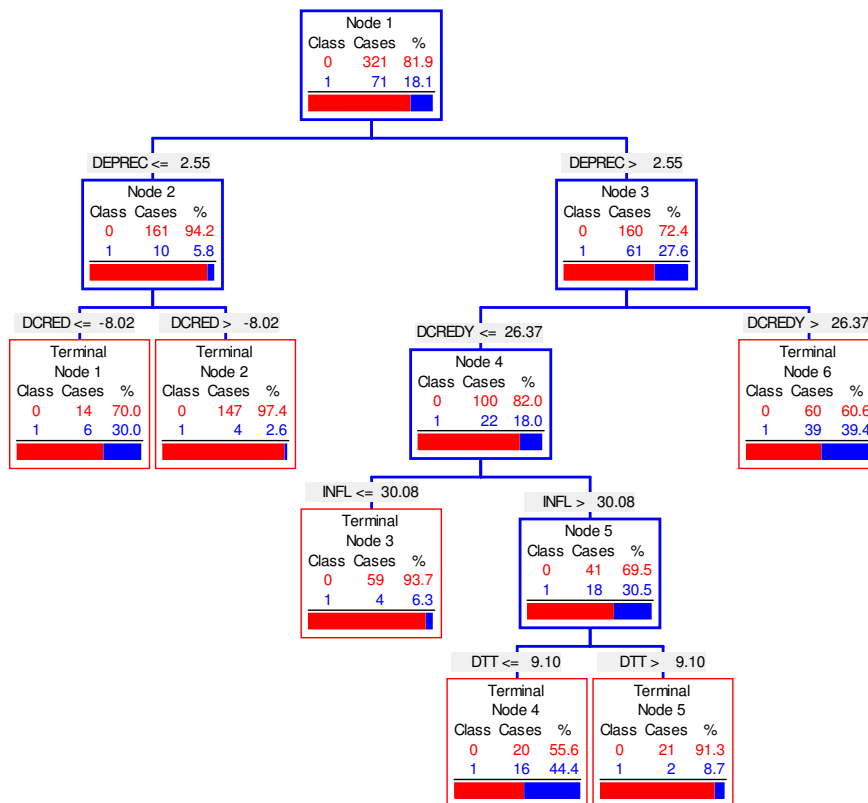 Node 1
Class Cases %
0 321 81.9
1 71 18.1
DEPREC <= 2.55
DEPREC > 2.55
Node 2
Class Cases %
0 161 94.2
1 10 5.8
Node 3
Class Cases %
0 160 72.4
1 61 27.6
DCRED <= -8.02
DCRED > -8.02
DCREDY <= 26.37
DCREDY > 26.37
Terminal
Node 1
Class Cases %
0 14 70.0
1 6 30.0
Terminal
Node 2
Class Cases %
0 147 97.4
1 4 2.6
Node 4
Class Cases %
0 100 82.0
1 22 18.0
Terminal
Node 6
Class Cases %
0 60 60.6
1 39 39.4
INFL <= 30.08
INFL > 30.08
Terminal
Node 3
Class Cases %
0 59 93.7
1 4 6.3
Node 5
Class Cases %
0 41 69.5
1 18 30.5
DTT <= 9.10
DTT > 9.10
Terminal
Node 4
Class Cases %
0 20 55.6
1 16 44.4
Terminal
Node 5
Class Cases %
0 21 91.3
1 2 8.7